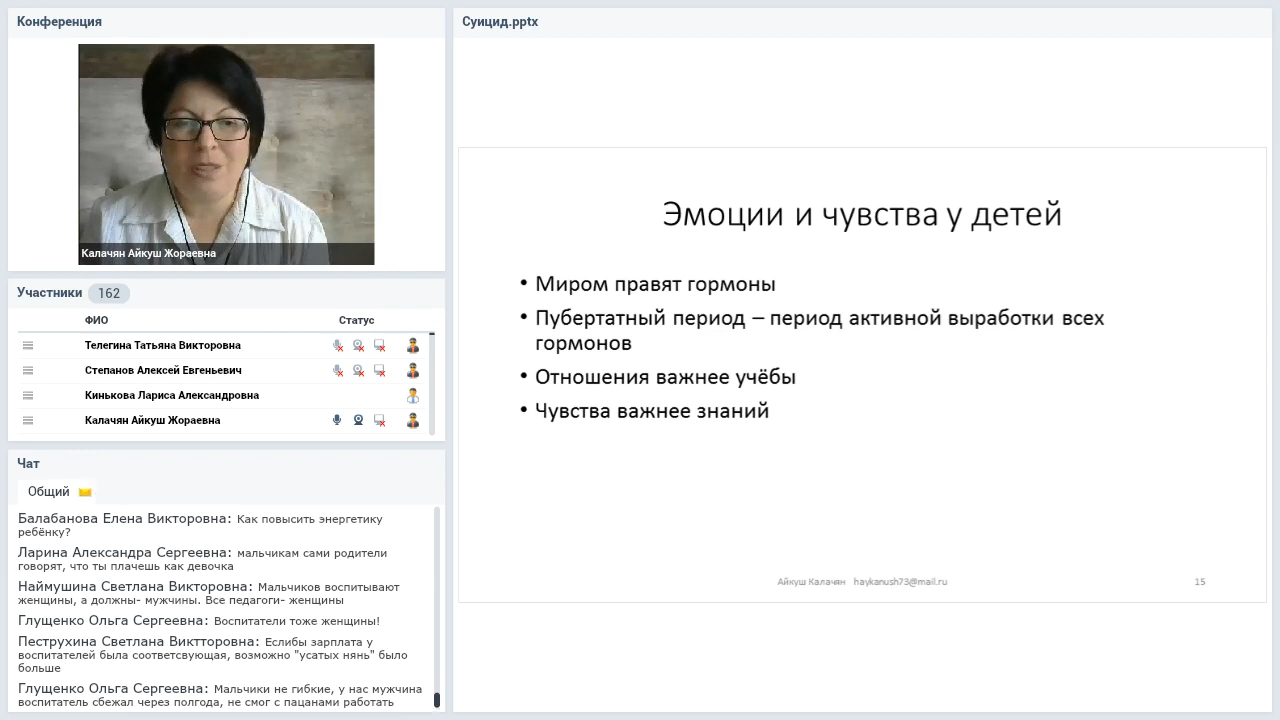 Конференция
Калачян Айкуш Жораевна
Участники 162
ФИО Статус
Телегина Татьяна Викторовна
Степанов Алексей Евгеньевич
Кинькова Лариса Александровна
Калачян Айкуш Жораевна
Чат
Общий
Балабанова Елена Викторовна: Как повысить энергетику
ребёнку?
Ларина Александра Сергеевна: мальчикам сами родители
говорят, что ты плачешь как девочка
Наймушина Светлана Викторовна: Мальчиков воспитывают
женщины, а должны- мужчины. Все педагоги- женщины
Глущенко Ольга Сергеевна: Воспитатели тоже женщины!
Пеструхина Светлана Виктторовна: Еслибы зарплата у
воспитателей была соответсвующая, возможно "усатых нянь" было
больше
Глущенко Ольга Сергеевна: Мальчики не гибкие, у нас мужчина
воспитатель сбежал через полгода, не смог с пацанами работать
Суицид.pptx
Эмоции и чувства у детей
• Миром правят гормоны
• Пубертатный период – период активной выработки всех
гормонов
• Отношения важнее учёбы
• Чувства важнее знаний
Айкуш Калачян haykanush73@mail.ru
15